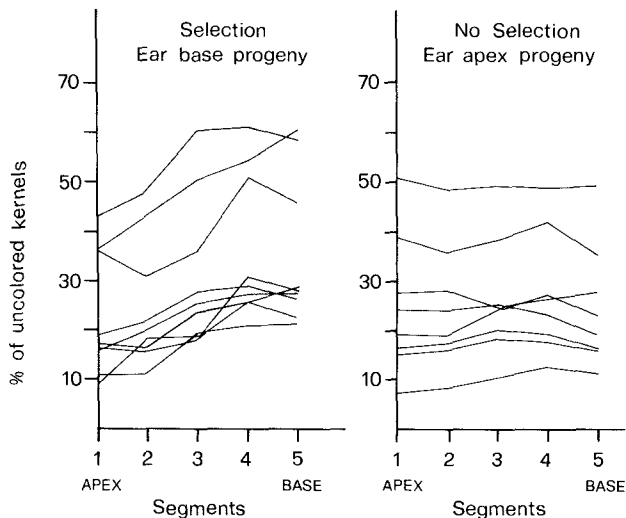 Selection
Ear base progeny
% of uncolored kernels
70
50
30
10
1 2 3 4 5
APEX BASE
Segments
No Selection
Ear apex progeny
70
50
30
10
1 2 3 4 5
APEX BASE
Segments